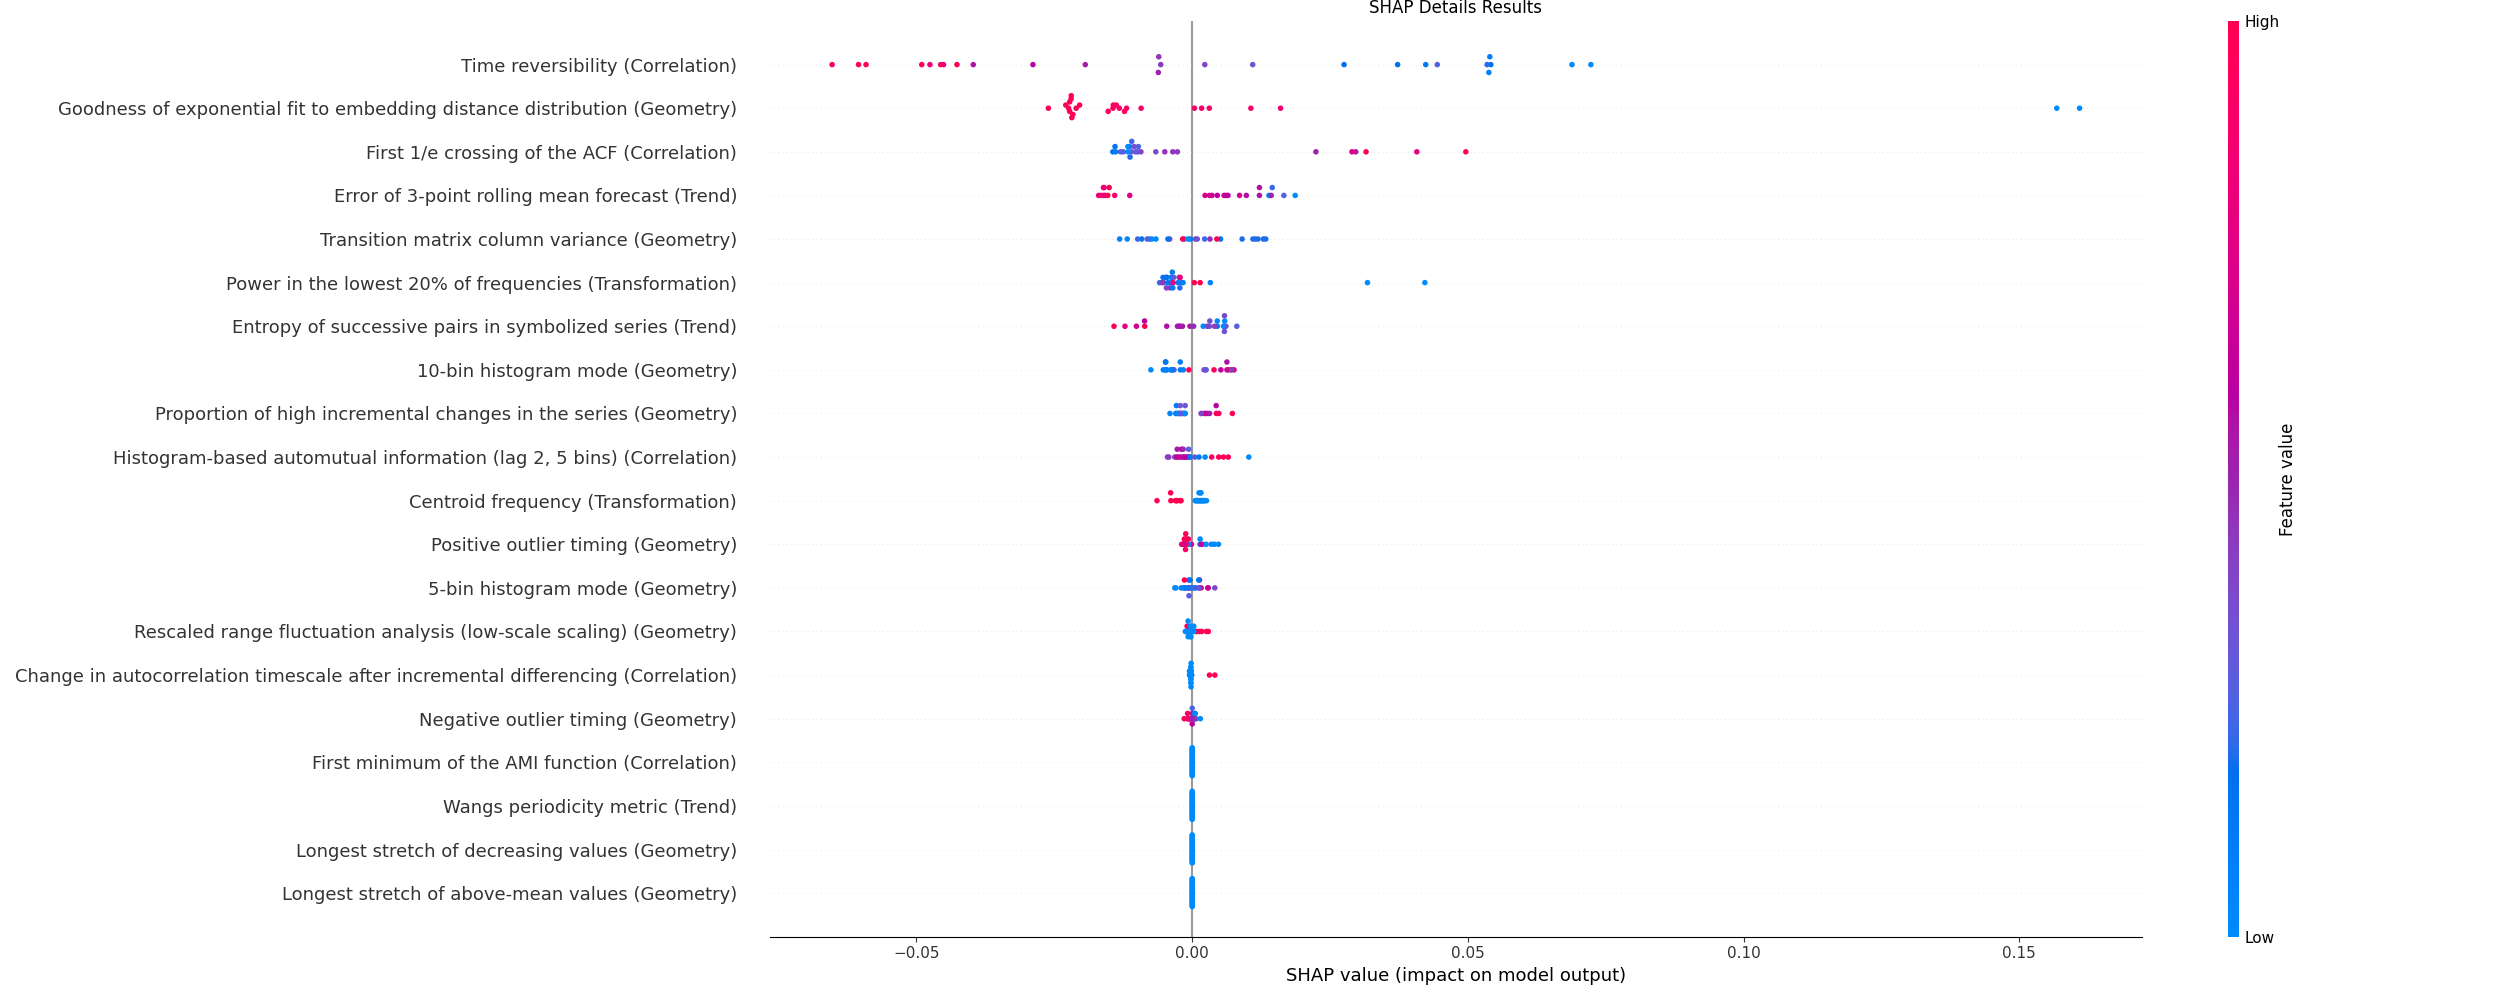 SHAP Details Results
High
Time reversibility (Correlation)
Goodness of exponential fit to embedding distance distribution (Geometry)
First 1/e crossing of the ACF (Correlation)
Error of 3-point rolling mean forecast (Trend)
Transition matrix column variance (Geometry)
Power in the lowest 20% of frequencies (Transformation)
Entropy of successive pairs in symbolized series (Trend)
10-bin histogram mode (Geometry)
Proportion of high incremental changes in the series (Geometry)
Histogram-based automutual information (lag 2, 5 bins) (Correlation)
Centroid frequency (Transformation)
Positive outlier timing (Geometry)
5-bin histogram mode (Geometry)
Rescaled range fluctuation analysis (low-scale scaling) (Geometry)
Change in autocorrelation timescale after incremental differencing (Correlation)
Negative outlier timing (Geometry)
First minimum of the AMI function (Correlation)
Wangs periodicity metric (Trend)
Longest stretch of decreasing values (Geometry)
Longest stretch of above-mean values (Geometry)
Feature value
Low
−0.05 0.00 0.05 0.10 0.15
SHAP value (impact on model output)